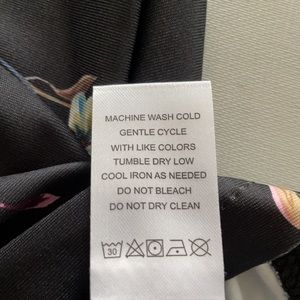 MACHINE WASH COLD
GENTLE CYCLE
WITH LIKE COLORS
TUMBLE DRY LOW
COOL IRON AS NEEDED
DO NOT BLEACH
DO NOT DRY CLEAN
30